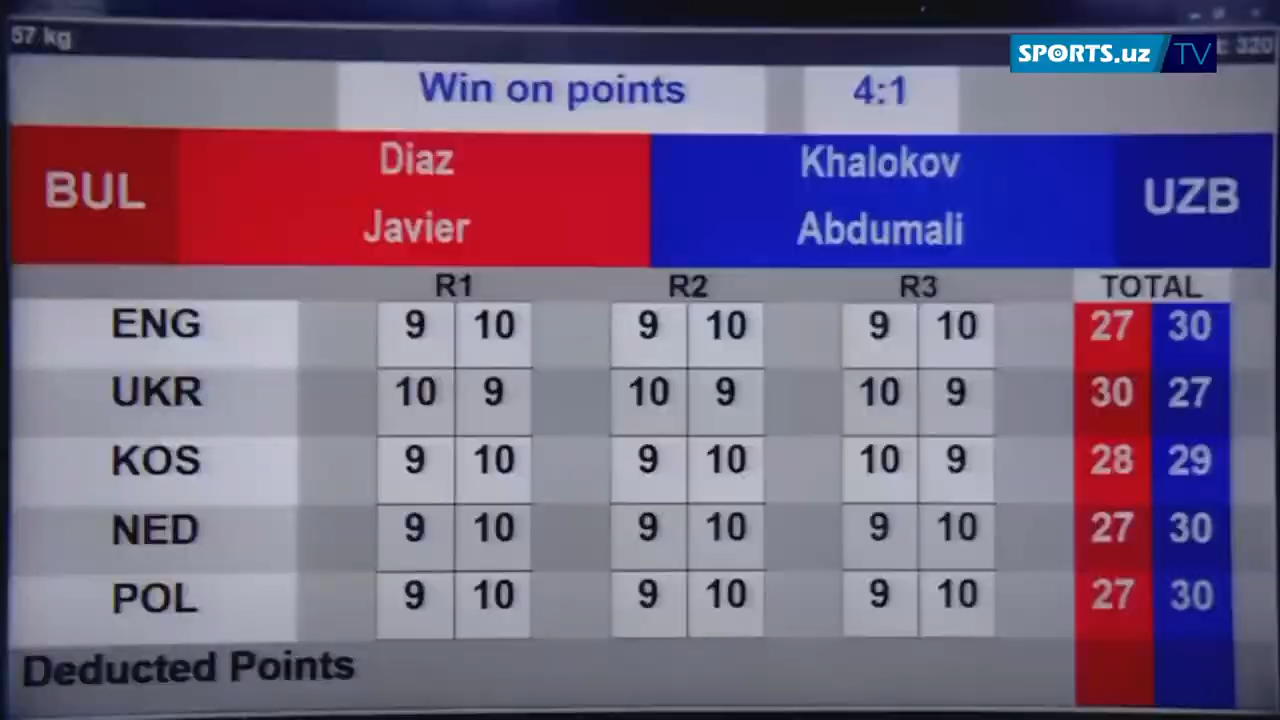 57 kg
t: 320
SPORTS.uz TV
Win on points 4:1
BUL Diaz Javier Khalokov Abdumali UZB
R1 R2 R3 TOTAL
ENG 9 10 9 10 9 10 27 30
UKR 10 9 10 9 10 9 30 27
KOS 9 10 9 10 10 9 28 29
NED 9 10 9 10 9 10 27 30
POL 9 10 9 10 9 10 27 30
Deducted Points